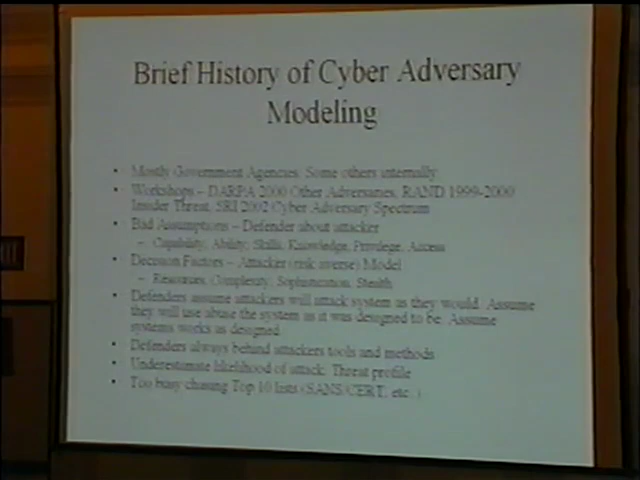 Brief History of Cyber Adversary
Modeling
• Mostly Government Agencies. Some others internally.
• Workshops – DARPA 2000 Other Adversaries, RAND 1999-2000
Insider Threat, SRI 2002 Cyber Adversary Spectrum
• Bad Assumptions – Defender about attacker
– Capability, Ability, Skills, Knowledge, Privilege, Access
• Decision Factors – Attacker (risk averse) Model
– Resources, Complexity, Sophistication, Stealth
• Defenders assume attackers will attack system as they would. Assume
they will use abuse the system as it was designed to be. Assume
systems works as designed
• Defenders always behind attackers tools and methods
• Underestimate likelihood of attack. Threat profile
• Too busy chasing Top 10 lists (SANS/CERT, etc..)